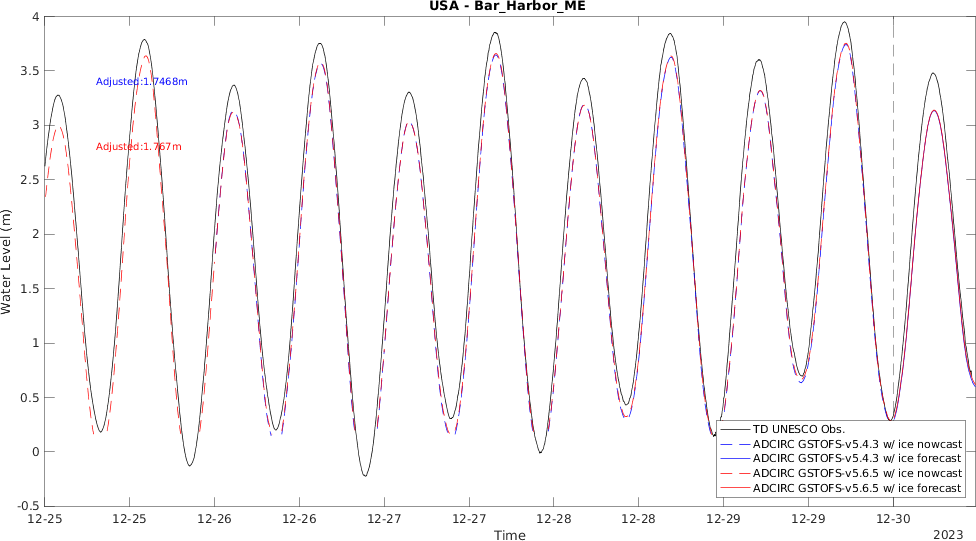 USA - Bar_Harbor_ME
4
3.5
3
2.5
2
1.5
1
0.5
0
-0.5
Water Level (m)
Adjusted:1.7468m
Adjusted:1.767m
TD UNESCO Obs.
ADCIRC GSTOFS-v5.4.3 w/ ice nowcast
ADCIRC GSTOFS-v5.4.3 w/ ice forecast
ADCIRC GSTOFS-v5.6.5 w/ ice nowcast
ADCIRC GSTOFS-v5.6.5 w/ ice forecast
12-25 12-25 12-26 12-26 12-27 12-27 12-28 12-28 12-29 12-29 12-30
Time
2023